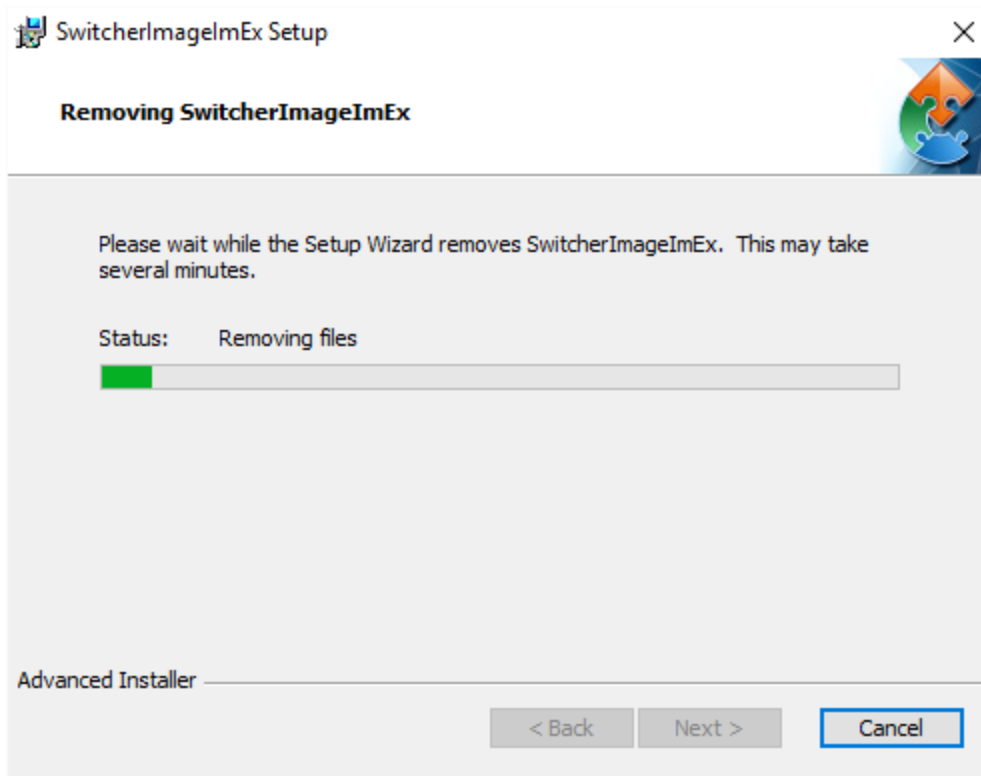 SwitcherImageImEx Setup
Removing SwitcherImageImEx
Please wait while the Setup Wizard removes SwitcherImageImEx. This may take
several minutes.
Status: Removing files
Advanced Installer
< Back Next > Cancel